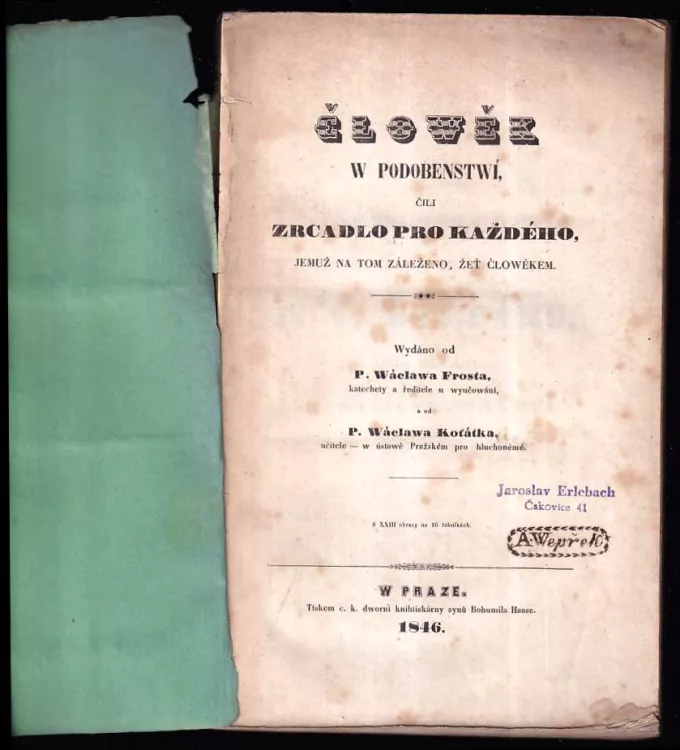 ČLOWĚK
W PODOBENSTWÍ,
ČILI
ZRCADLO PRO KAŽDÉHO,
JEMUŽ NA TOM ZÁLEŽENO, ŽEŤ ČLOWĚKEM.
Wydáno od
P. Wáclawa Frosta,
katechety a ředitele u wyučowání,
a od
P. Wáclawa Koťátka,
učitele — w ústawě Pražském pro hluchoněmé.
Jaroslav Erlebach
Čakovice 41
S XXIII obrazy na 16 tabulkách.
A. Wepřek
W PRAZE.
Tiskem c. k. dworní knihtiskárny synů Bohumila Haase.
1846.